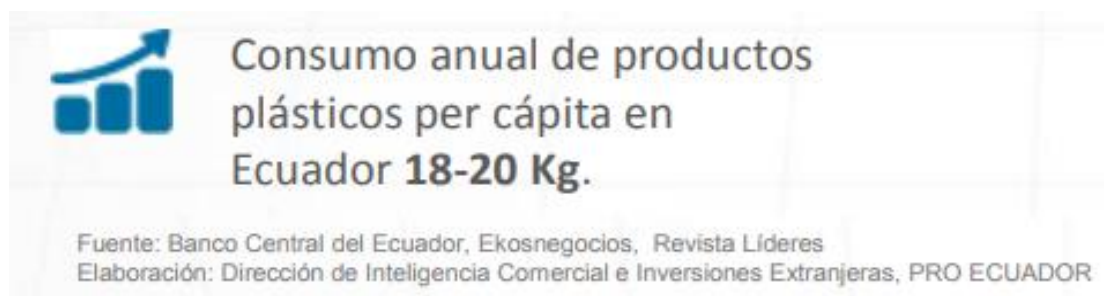 Consumo anual de productos
plásticos per cápita en
Ecuador 18-20 Kg.
Fuente: Banco Central del Ecuador, Ekosnegocios, Revista Líderes
Elaboración: Dirección de Inteligencia Comercial e Inversiones Extranjeras, PRO ECUADOR